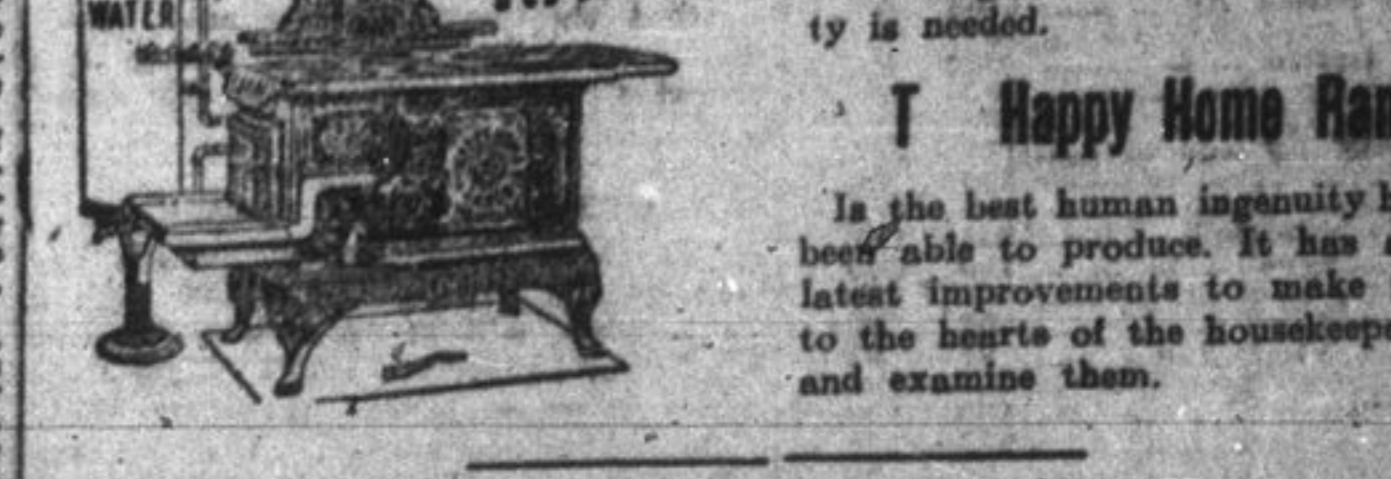 WATER
ty is needed.
T Happy Home Ran
Is the best human ingenuity h
been able to produce. It has
latest improvements to make
to the hearts of the housekeep
and examine them.